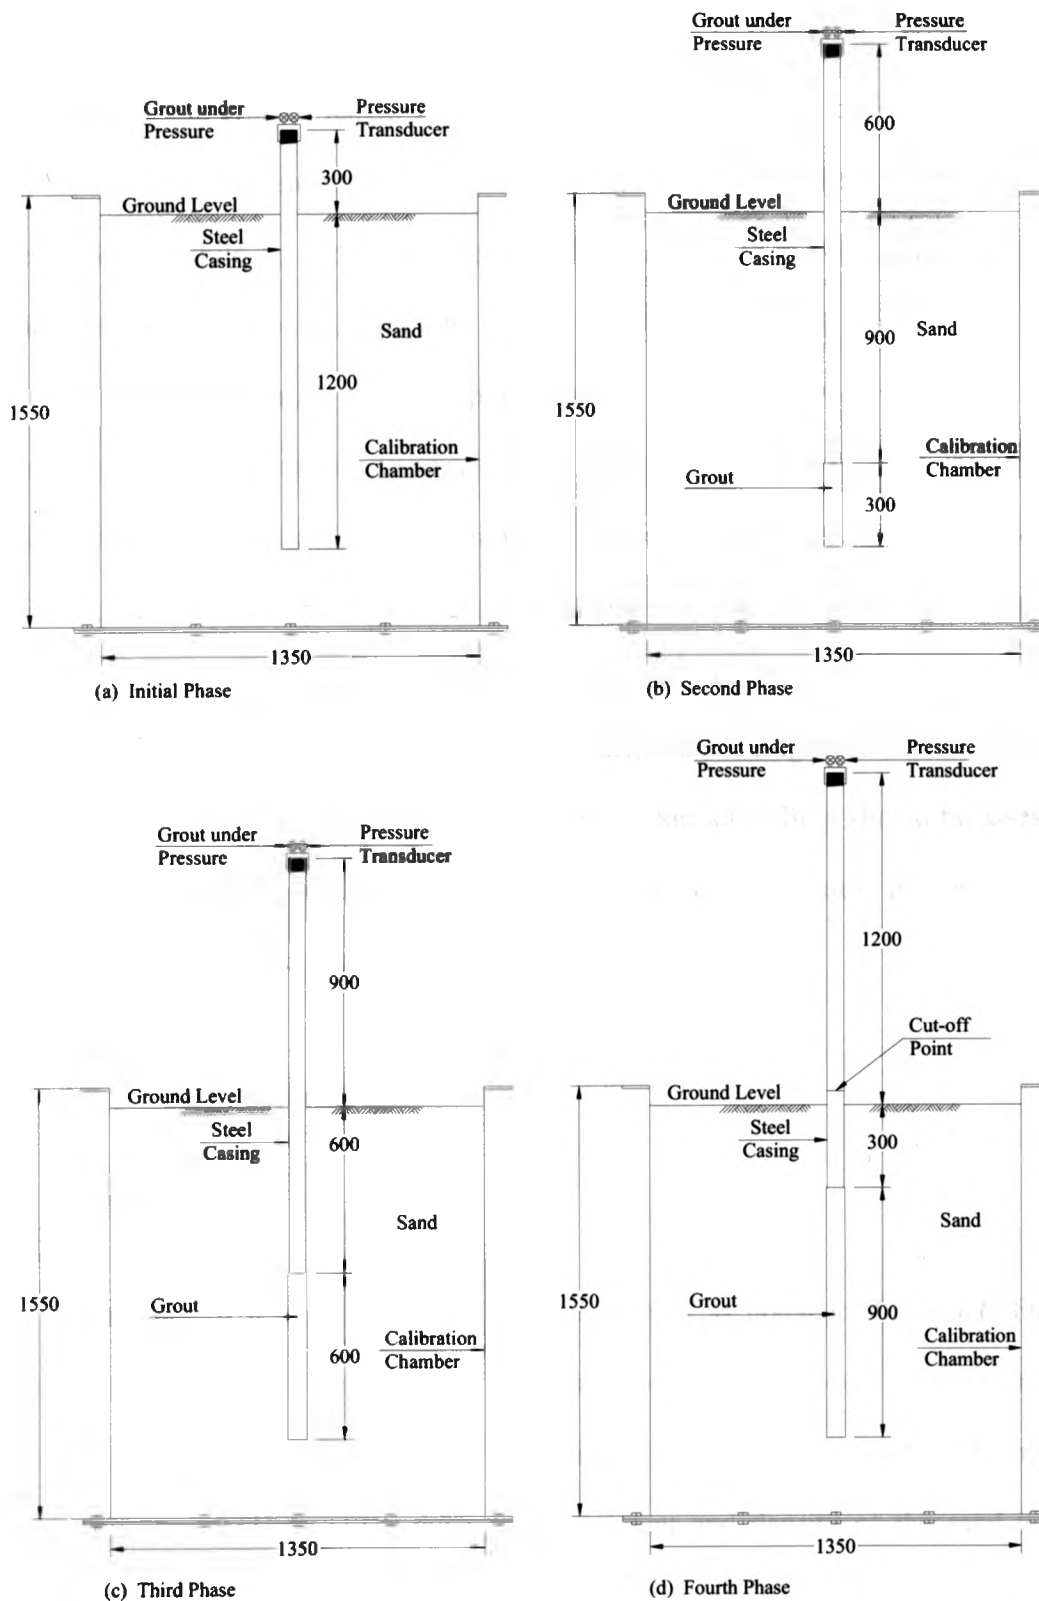 Grout under
Pressure
Pressure
Transducer
300
Ground Level
Steel
Casing
Sand
1200
1550
Calibration
Chamber
1350
(a) Initial Phase
Grout under
Pressure
Pressure
Transducer
600
Ground Level
Steel
Casing
900
Sand
1550
Calibration
Chamber
Grout
300
1350
(b) Second Phase
Grout under
Pressure
Pressure
Transducer
900
Ground Level
Steel
Casing
600
Sand
1550
Grout
600
Calibration
Chamber
1350
(c) Third Phase
Grout under
Pressure
Pressure
Transducer
1200
Cut-off
Point
Ground Level
Steel
Casing
300
Sand
1550
Grout
900
Calibration
Chamber
1350
(d) Fourth Phase